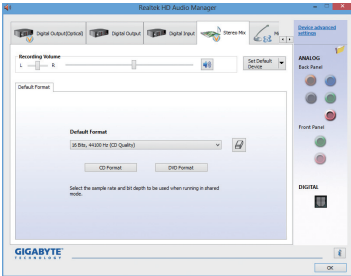 Realtek HD Audio Manager
Digital Output(Optical)
Digital Output
Digital Input
Stereo Mix
Device advanced settings
Recording Volume
L
R
Set Default Device
ANALOG
Back Panel
Default Format
Default Format
16 Bits, 44100 Hz (CD Quality)
CD Format
DVD Format
Select the sample rate and bit depth to be used when running in shared mode.
Front Panel
DIGITAL
GIGABYTE™
TECHNOLOGY
OK